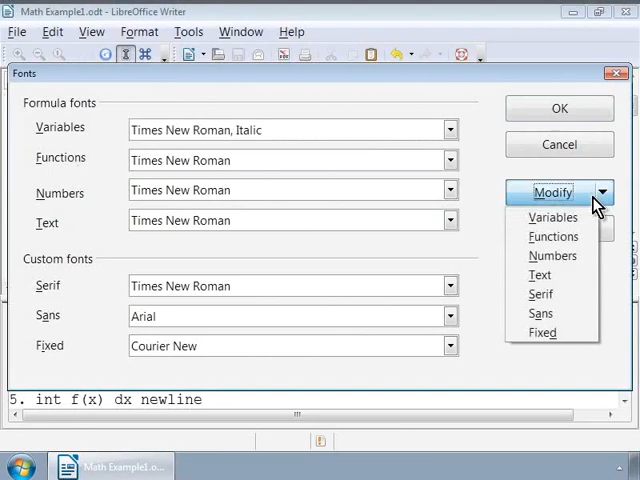 Math Example1.odt - LibreOffice Writer
File Edit View Format Tools Window Help
Fonts
Formula fonts
Variables Times New Roman, Italic
Functions Times New Roman
Numbers Times New Roman
Text Times New Roman
Custom fonts
Serif Times New Roman
Sans Arial
Fixed Courier New
OK
Cancel
Modify
Variables
Functions
Numbers
Text
Serif
Sans
Fixed
5. int f(x) dx newline
Math Example1.o...